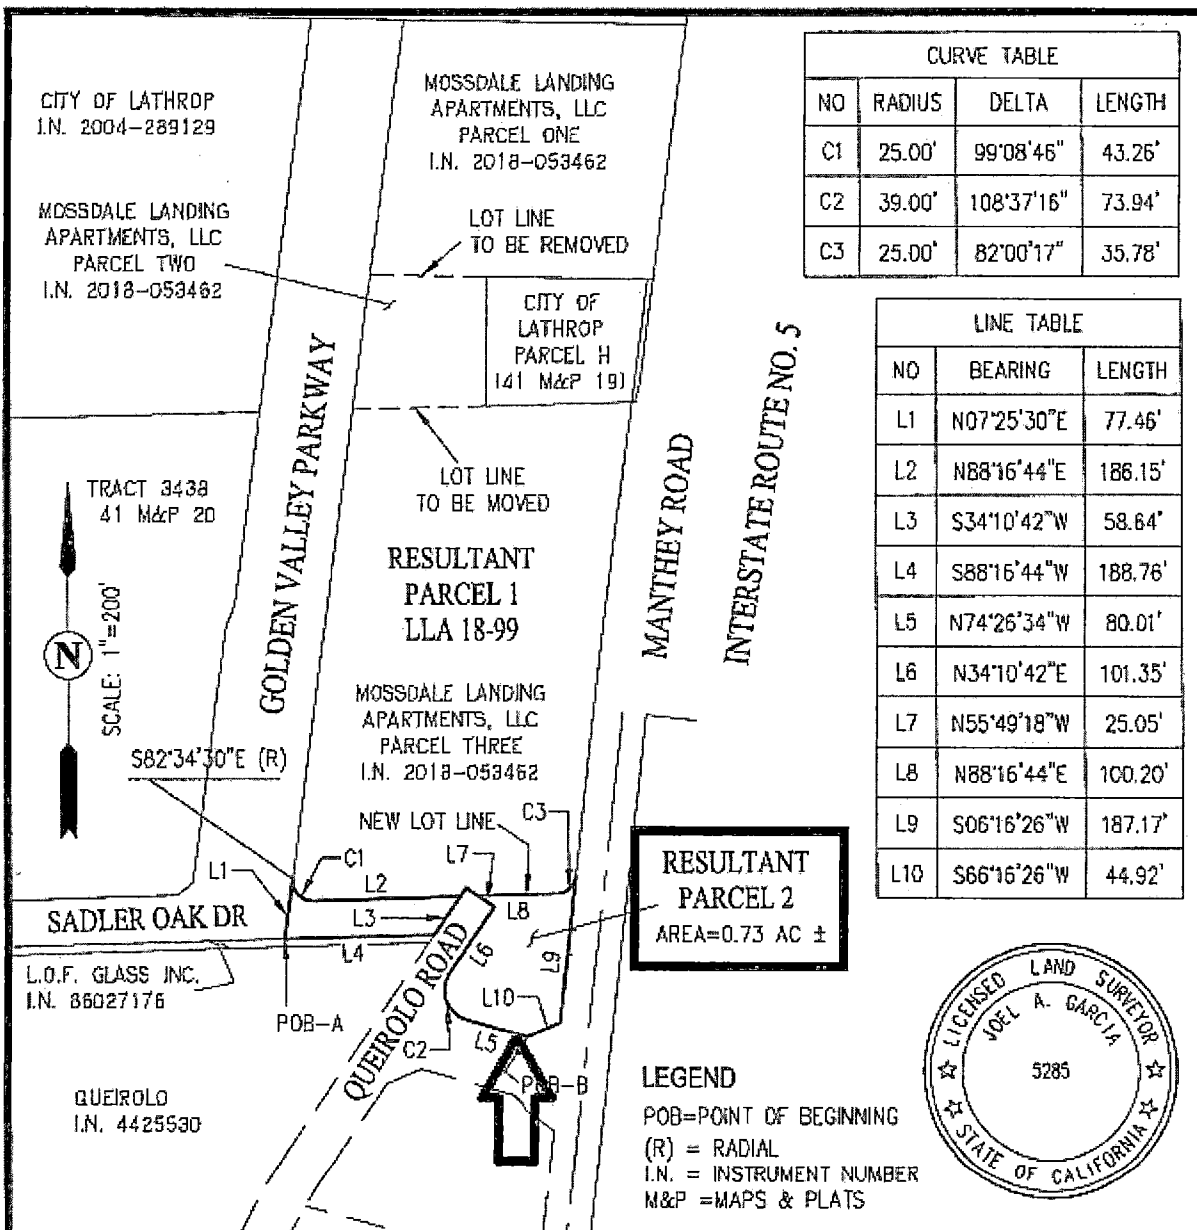 CITY OF LATHROP
I.N. 2004-289129
MOSSDALE LANDING
APARTMENTS, LLC
PARCEL ONE
I.N. 2018-053462
MOSSDALE LANDING
APARTMENTS, LLC
PARCEL TWO
I.N. 2018-053462
LOT LINE
TO BE REMOVED
CITY OF
LATHROP
PARCEL H
(41 M&P 19)
LOT LINE
TO BE MOVED
TRACT 3438
41 M&P 20
N
SCALE: 1"=200'
GOLDEN VALLEY PARKWAY
RESULTANT
PARCEL 1
LLA 18-99
MANTHEY ROAD
INTERSTATE ROUTE NO. 5
MOSSDALE LANDING
APARTMENTS, LLC
PARCEL THREE
I.N. 2018-053462
S82°34'30"E (R)
NEW LOT LINE
C3
L7
C1
L1
L2
L8
SADLER OAK DR
L3
L4
L6
L9
L10
L5
C2
L.O.F. GLASS INC.
I.N. 86027176
POB-A
QUEIROLO ROAD
POB-B
QUEIROLO
I.N. 4425530
RESULTANT
PARCEL 2
AREA=0.73 AC ±
CURVE TABLE
NO RADIUS DELTA LENGTH
C1 25.00' 99°08'46" 43.26'
C2 39.00' 108°37'16" 73.94'
C3 25.00' 82°00'17" 35.78'
LINE TABLE
NO BEARING LENGTH
L1 N07°25'30"E 77.46'
L2 N88°16'44"E 186.15'
L3 S34°10'42"W 58.64'
L4 S88°16'44"W 188.76'
L5 N74°26'34"W 80.01'
L6 N34°10'42"E 101.35'
L7 N55°49'18"W 25.05'
L8 N88°16'44"E 100.20'
L9 S06°16'26"W 187.17'
L10 S66°16'26"W 44.92'
LEGEND
POB=POINT OF BEGINNING
(R) = RADIAL
I.N. = INSTRUMENT NUMBER
M&P =MAPS & PLATS
LICENSED LAND SURVEYOR
JOEL A. GARCIA
5285
STATE OF CALIFORNIA